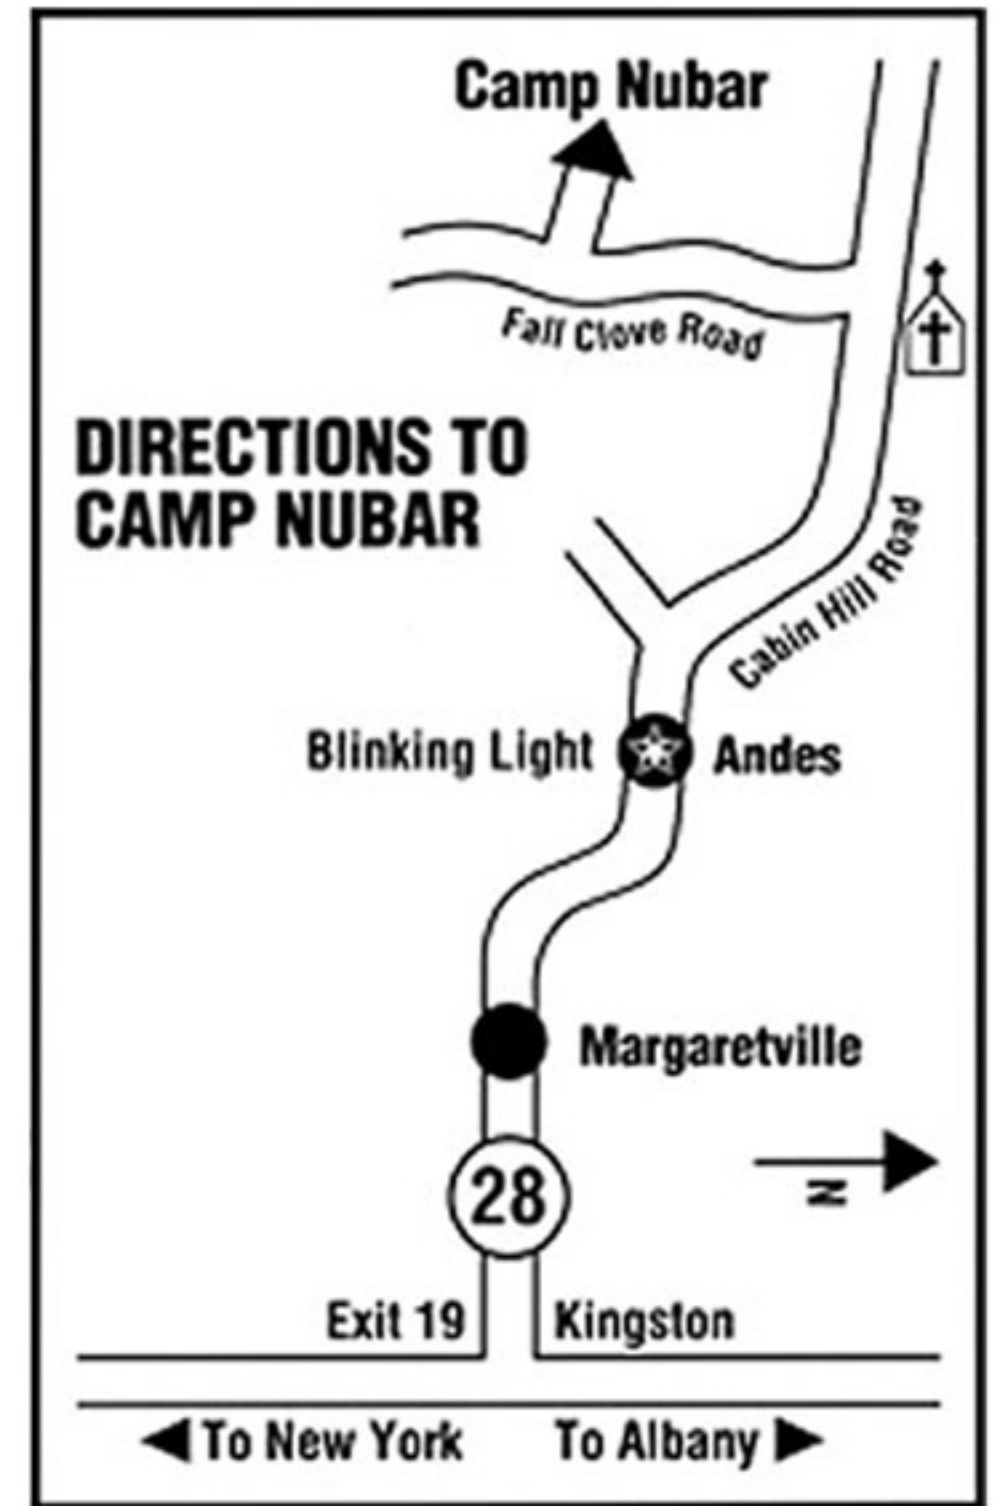 Camp Nubar
Fall Clove Road
DIRECTIONS TO
CAMP NUBAR
Cabin Hill Road
Blinking Light
Andes
Margaretville
N
28
Exit 19
Kingston
To New York
To Albany